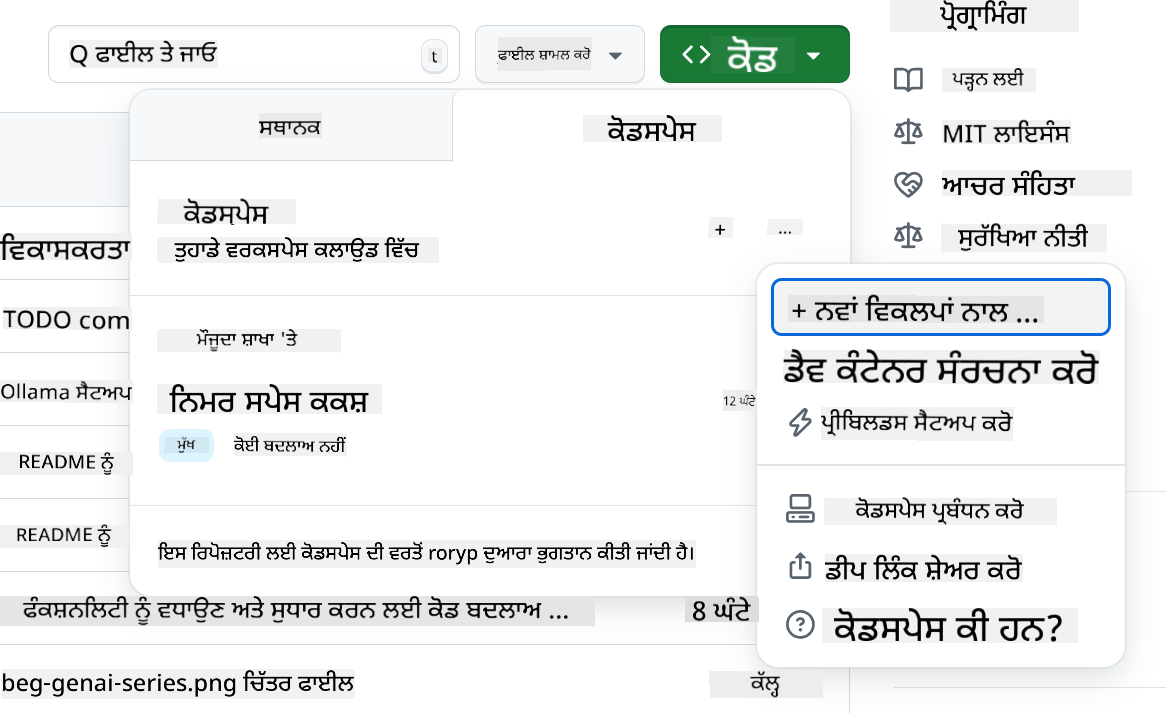 Q ਫਾਈਲ ਤੇ ਜਾਓ
t
ਫਾਈਲ ਸ਼ਾਮਲ ਕਰੋ
<> ਕੋਡ
ਪ੍ਰੋਗ੍ਰਾਮਿੰਗ
ਪੜ੍ਹਨ ਲਈ
MIT ਲਾਇਸੰਸ
ਆਚਰ ਸੰਹਿਤਾ
ਸੁਰੱਖਿਆ ਨੀਤੀ
ਸਥਾਨਕ
ਕੋਡਸਪੇਸ
ਕੋਡਸਪੇਸ
ਤੁਹਾਡੇ ਵਰਕਸਪੇਸ ਕਲਾਉਡ ਵਿੱਚ
+
...
ਮੌਜੂਦਾ ਸ਼ਾਖਾ 'ਤੇ
ਨਿਮਰ ਸਪੇਸ ਕਕਸ਼
12 ਘੰਟੇ
ਮੁੱਖ
ਕੋਈ ਬਦਲਾਅ ਨਹੀਂ
ਇਸ ਰਿਪੋਜ਼ਟਰੀ ਲਈ ਕੋਡਸਪੇਸ ਦੀ ਵਰਤੋਂ roryp ਦੁਆਰਾ ਭੁਗਤਾਨ ਕੀਤੀ ਜਾਂਦੀ ਹੈ।
+ ਨਵਾਂ ਵਿਕਲਪਾਂ ਨਾਲ ...
ਡੈਵ ਕੰਟੇਨਰ ਸੰਰਚਨਾ ਕਰੋ
ਪ੍ਰੀਬਿਲਡਸ ਸੈਟਅਪ ਕਰੋ
ਕੋਡਸਪੇਸ ਪ੍ਰਬੰਧਨ ਕਰੋ
ਡੀਪ ਲਿੰਕ ਸ਼ੇਅਰ ਕਰੋ
ਕੋਡਸਪੇਸ ਕੀ ਹਨ?
ਵਿਕਾਸਕਰਤਾ
TODO com
Ollama ਸੈਟਅਪ
README ਨੂੰ
README ਨੂੰ
ਫੰਕਸ਼ਨਲਿਟੀ ਨੂੰ ਵਧਾਉਣ ਅਤੇ ਸੁਧਾਰ ਕਰਨ ਲਈ ਕੋਡ ਬਦਲਾਅ ...
8 ਘੰਟੇ
beg-genai-series.png ਚਿੱਤਰ ਫਾਈਲ
ਕੱਲ੍ਹ